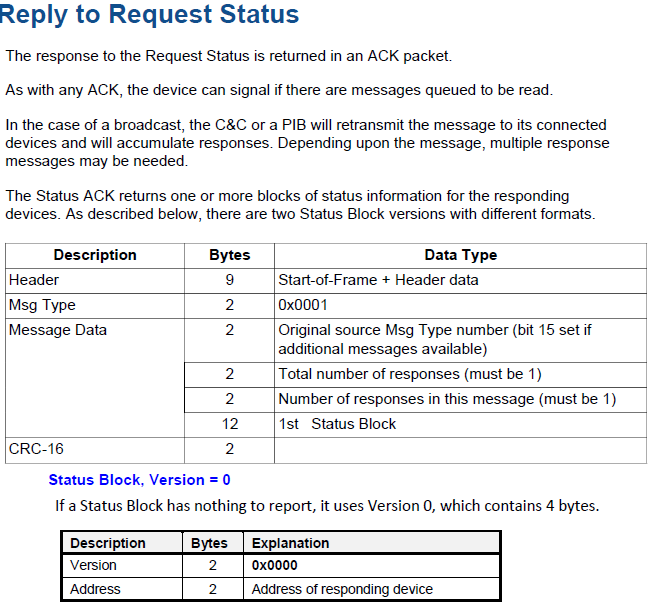 Reply to Request Status
The response to the Request Status is returned in an ACK packet.
As with any ACK, the device can signal if there are messages queued to be read.
In the case of a broadcast, the C&C or a PIB will retransmit the message to its connected
devices and will accumulate responses. Depending upon the message, multiple response
messages may be needed.
The Status ACK returns one or more blocks of status information for the responding
devices. As described below, there are two Status Block versions with different formats.
Description Bytes Data Type
Header 9 Start-of-Frame + Header data
Msg Type 2 0x0001
Message Data 2 Original source Msg Type number (bit 15 set if
additional messages available)
2 Total number of responses (must be 1)
2 Number of responses in this message (must be 1)
12 1st Status Block
CRC-16 2
Status Block, Version = 0
If a Status Block has nothing to report, it uses Version 0, which contains 4 bytes.
Description Bytes Explanation
Version 2 0x0000
Address 2 Address of responding device